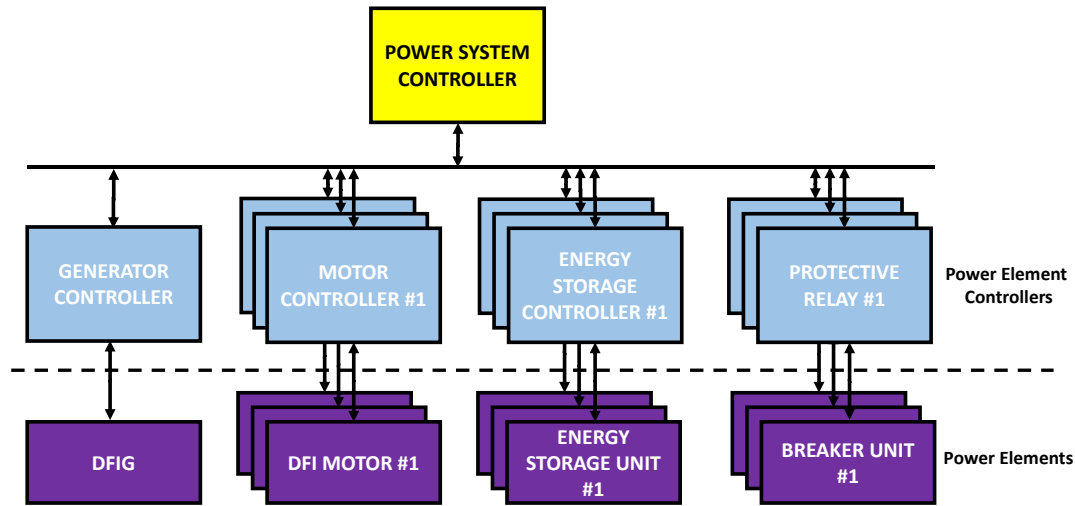 POWER SYSTEM
CONTROLLER
GENERATOR
CONTROLLER
MOTOR
CONTROLLER #1
ENERGY
STORAGE
CONTROLLER #1
PROTECTIVE
RELAY #1
Power Element
Controllers
DFIG
DFI MOTOR #1
ENERGY
STORAGE UNIT
#1
BREAKER UNIT
#1
Power Elements